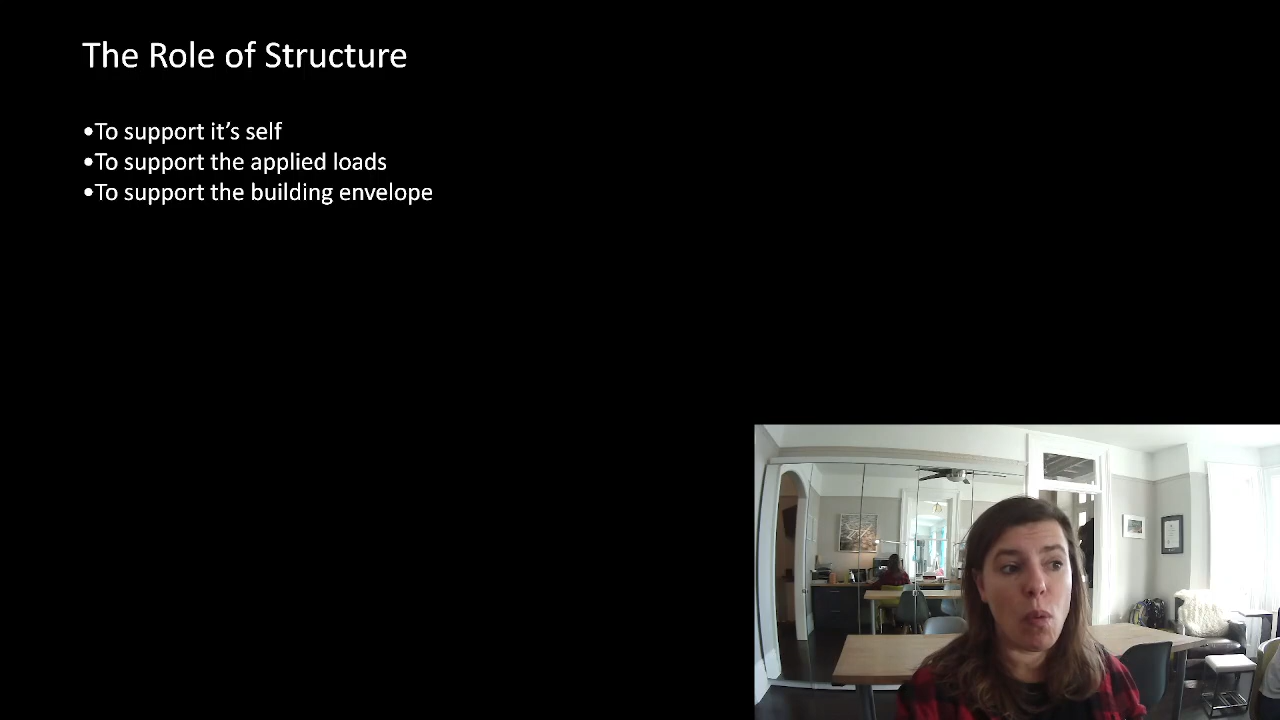 The Role of Structure
•To support it’s self
•To support the applied loads
•To support the building envelope